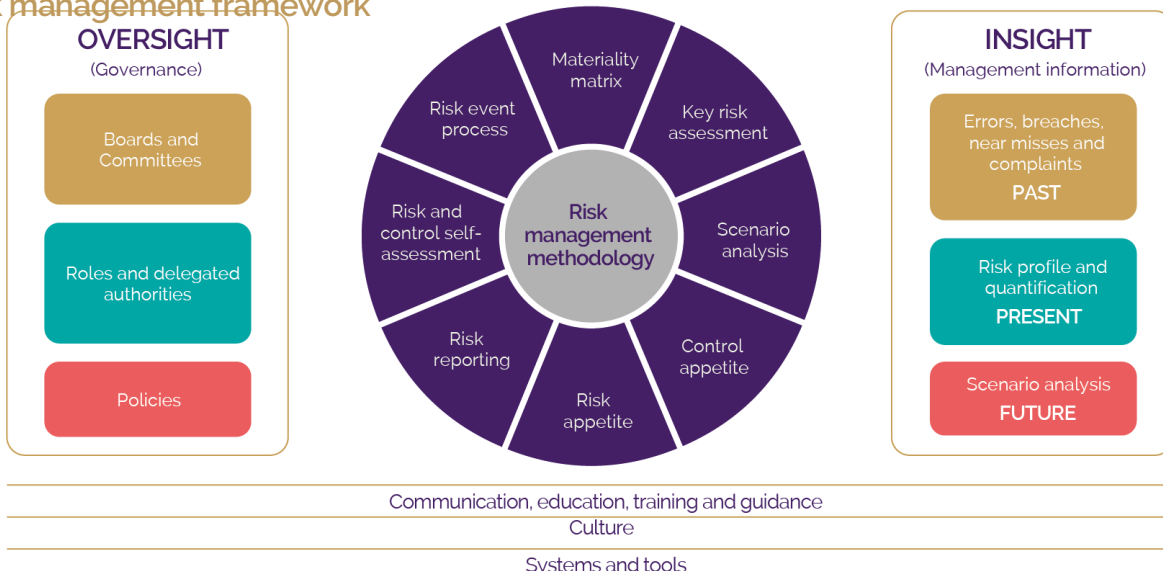 management framework
OVERSIGHT
(Governance)
Boards and
Committees
Roles and delegated
authorities
Policies
Materiality
matrix
Key risk
assessment
Scenario
analysis
Control
appetite
Risk
appetite
Risk
reporting
Risk and
control self-
assessment
Risk event
process
Risk
management
methodology
INSIGHT
(Management information)
Errors, breaches,
near misses and
complaints
PAST
Risk profile and
quantification
PRESENT
Scenario analysis
FUTURE
Communication, education, training and guidance
Culture
Systems and tools